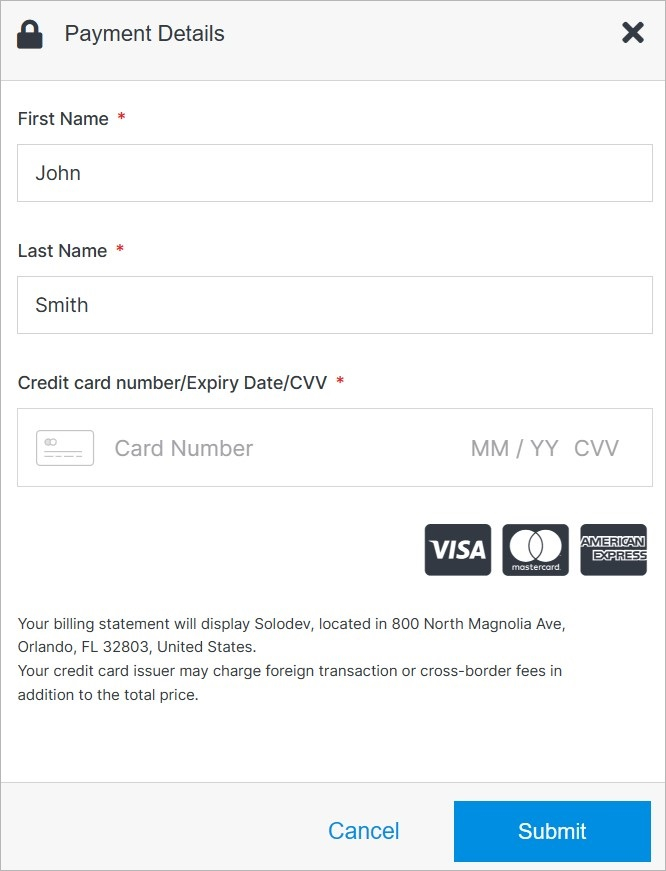 Payment Details
First Name *
John
Last Name *
Smith
Credit card number/Expiry Date/CVV *
Card Number MM / YY CVV
VISA mastercard. AMERICAN EXPRESS
Your billing statement will display Solodev, located in 800 North Magnolia Ave,
Orlando, FL 32803, United States.
Your credit card issuer may charge foreign transaction or cross-border fees in
addition to the total price.
Cancel Submit